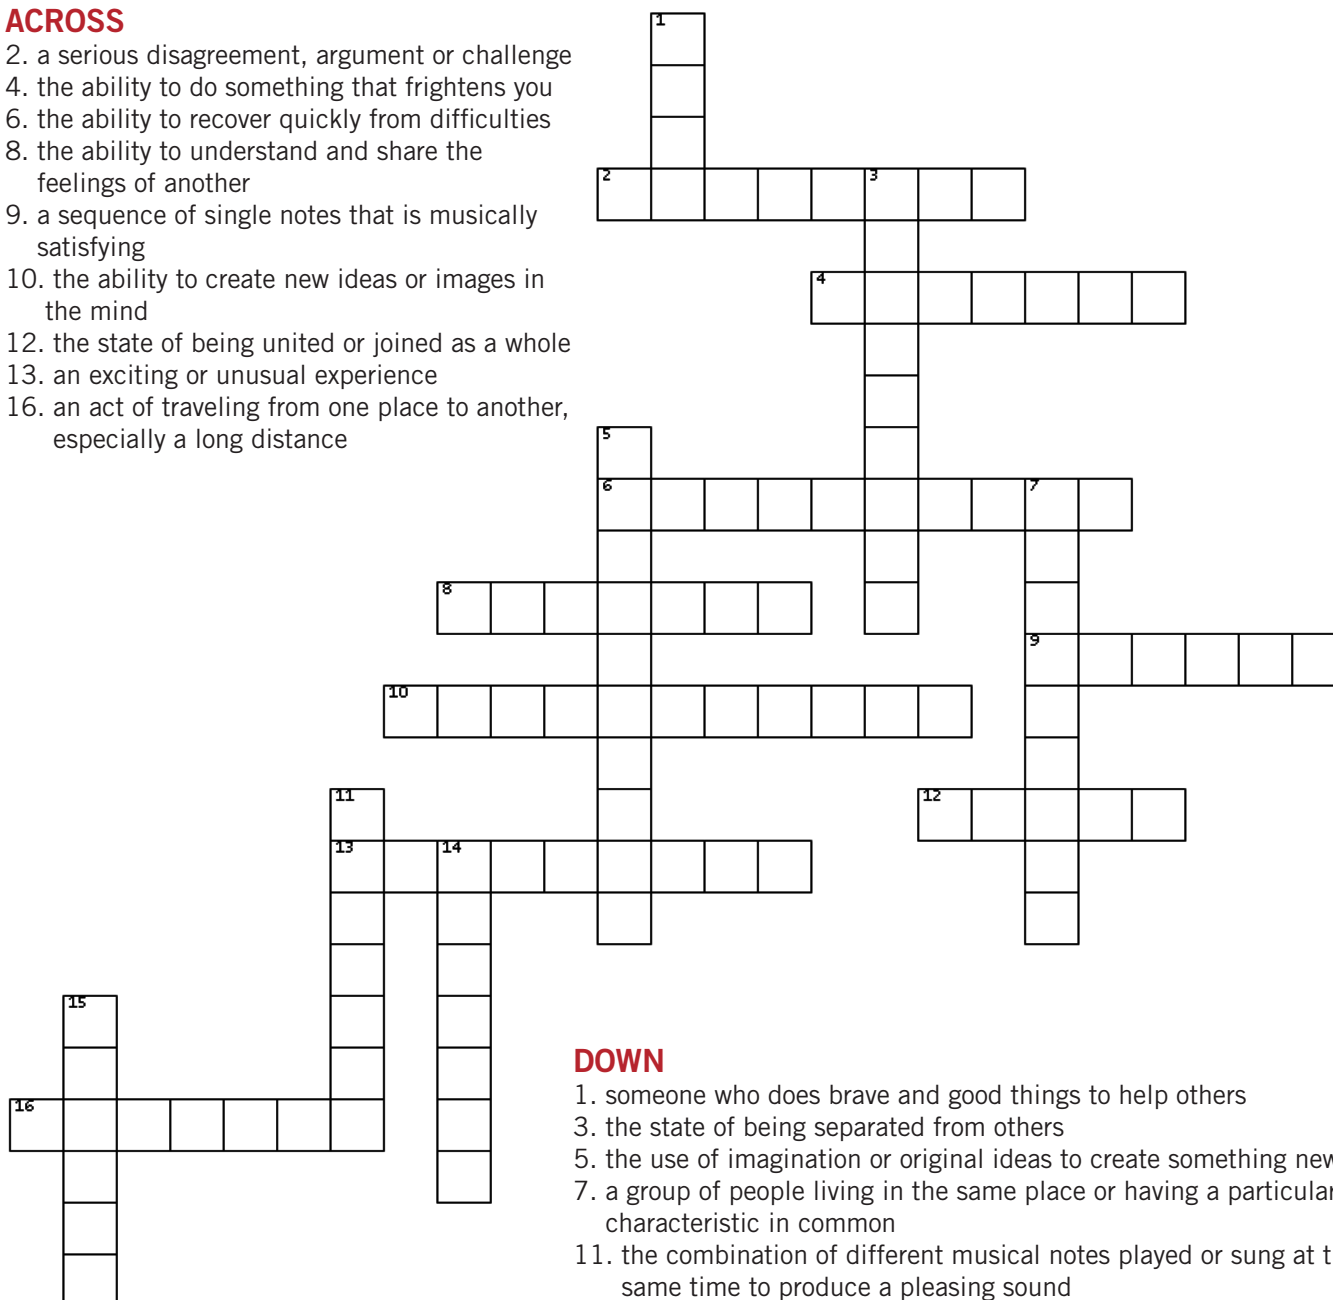 ACROSS
2. a serious disagreement, argument or challenge
4. the ability to do something that frightens you
6. the ability to recover quickly from difficulties
8. the ability to understand and share the
feelings of another
9. a sequence of single notes that is musically
satisfying
10. the ability to create new ideas or images in
the mind
12. the state of being united or joined as a whole
13. an exciting or unusual experience
16. an act of traveling from one place to another,
especially a long distance
1
2 3
4
5
6 7
8
9
10
11 12
13 14
15
16
DOWN
1. someone who does brave and good things to help others
3. the state of being separated from others
5. the use of imagination or original ideas to create something new
7. a group of people living in the same place or having a particular
characteristic in common
11. the combination of different musical notes played or sung at t
same time to produce a pleasing sound